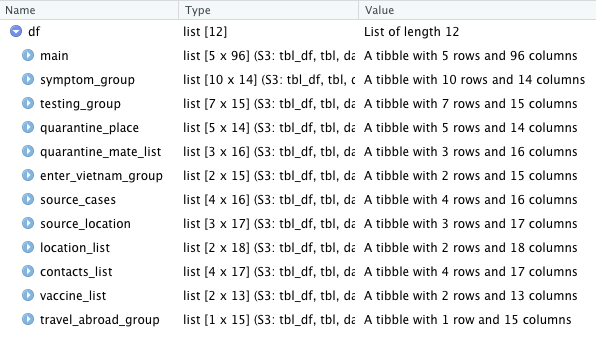 Name Type Value
df list [12] List of length 12
main list [5 x 96] (S3: tbl_df, tbl, da A tibble with 5 rows and 96 columns
symptom_group list [10 x 14] (S3: tbl_df, tbl, d A tibble with 10 rows and 14 columns
testing_group list [7 x 15] (S3: tbl_df, tbl, da A tibble with 7 rows and 15 columns
quarantine_place list [5 x 14] (S3: tbl_df, tbl, da A tibble with 5 rows and 14 columns
quarantine_mate_list list [3 x 16] (S3: tbl_df, tbl, da A tibble with 3 rows and 16 columns
enter_vietnam_group list [2 x 15] (S3: tbl_df, tbl, da A tibble with 2 rows and 15 columns
source_cases list [4 x 16] (S3: tbl_df, tbl, da A tibble with 4 rows and 16 columns
source_location list [3 x 17] (S3: tbl_df, tbl, da A tibble with 3 rows and 17 columns
location_list list [2 x 18] (S3: tbl_df, tbl, da A tibble with 2 rows and 18 columns
contacts_list list [4 x 17] (S3: tbl_df, tbl, da A tibble with 4 rows and 17 columns
vaccine_list list [2 x 13] (S3: tbl_df, tbl, da A tibble with 2 rows and 13 columns
travel_abroad_group list [1 x 15] (S3: tbl_df, tbl, da A tibble with 1 row and 15 columns